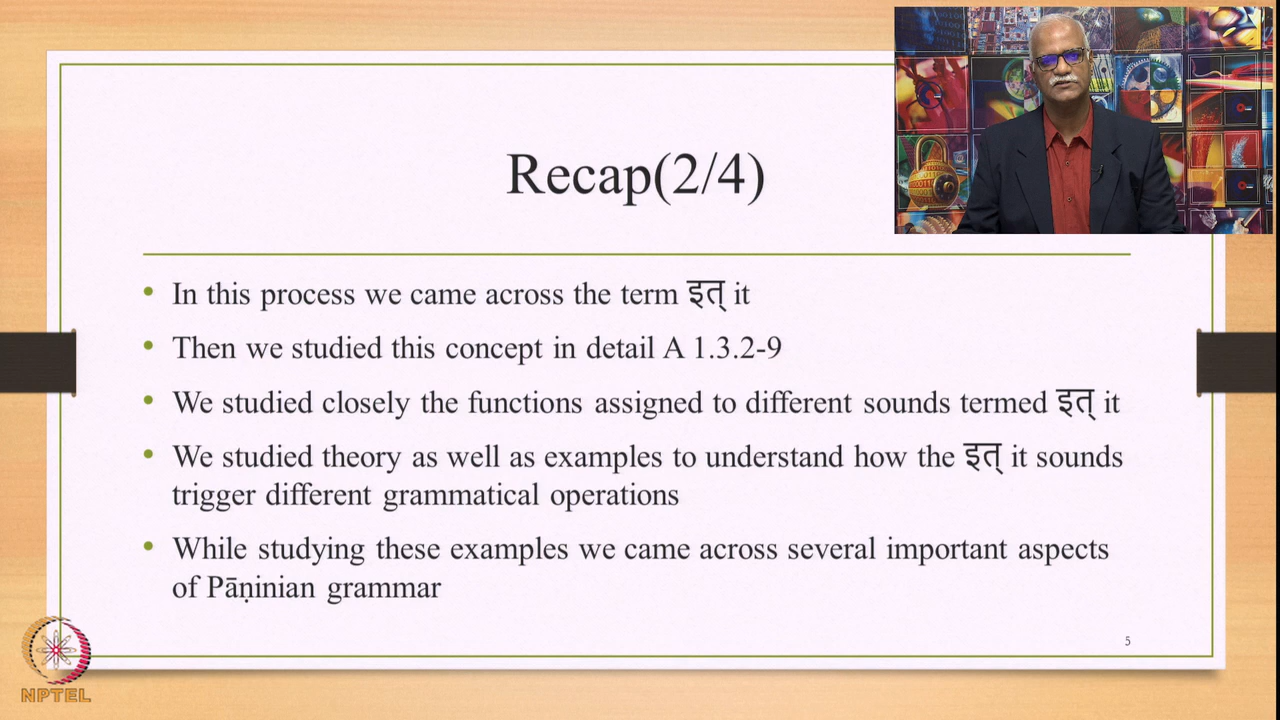 Recap(2/4)
• In this process we came across the term इत् it
• Then we studied this concept in detail A 1.3.2-9
• We studied closely the functions assigned to different sounds termed इत् it
• We studied theory as well as examples to understand how the इत् it sounds
trigger different grammatical operations
• While studying these examples we came across several important aspects
of Pāṇinian grammar
5
NPTEL